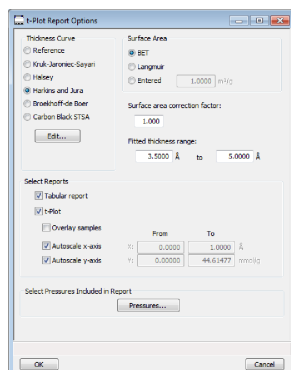 t-Plot Report Options
Thickness Curve
Reference
Kruk-Jaroniec-Sayari
Halsey
Harkins and Jura
Broekhoff-de Boer
Carbon Black STSA
Edit...
Surface Area
BET
Langmuir
Entered 1.0000 m²/g
Surface area correction factor:
1.000
Fitted thickness range:
3.5000 Å to 5.0000 Å
Select Reports
Tabular report
t-Plot
Overlay samples
From To
Autoscale x-axis X: 0.0000 1.0000 Å
Autoscale y-axis Y: 0.00000 44.61477 mmol/g
Select Pressures Included in Report
Pressures...
OK Cancel